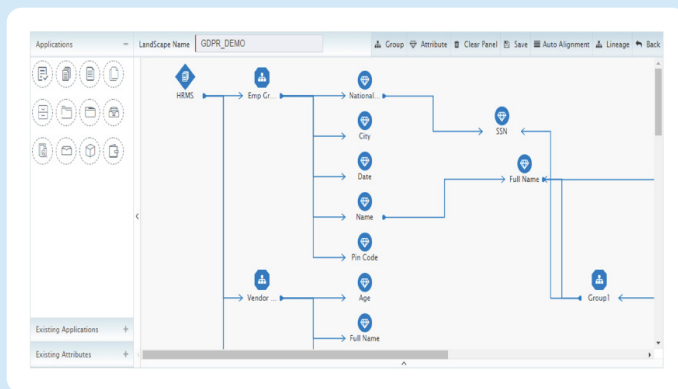 Applications − LandScape Name GDPR_DEMO Group Attribute Clear Panel Save Auto Alignment Lineage Back
HRMS Emp Gr... National...
SSN
City
Full Name
Date
Name
Pin Code
Vendor ... Age Group1
Existing Applications + Full Name
Existing Attributes +